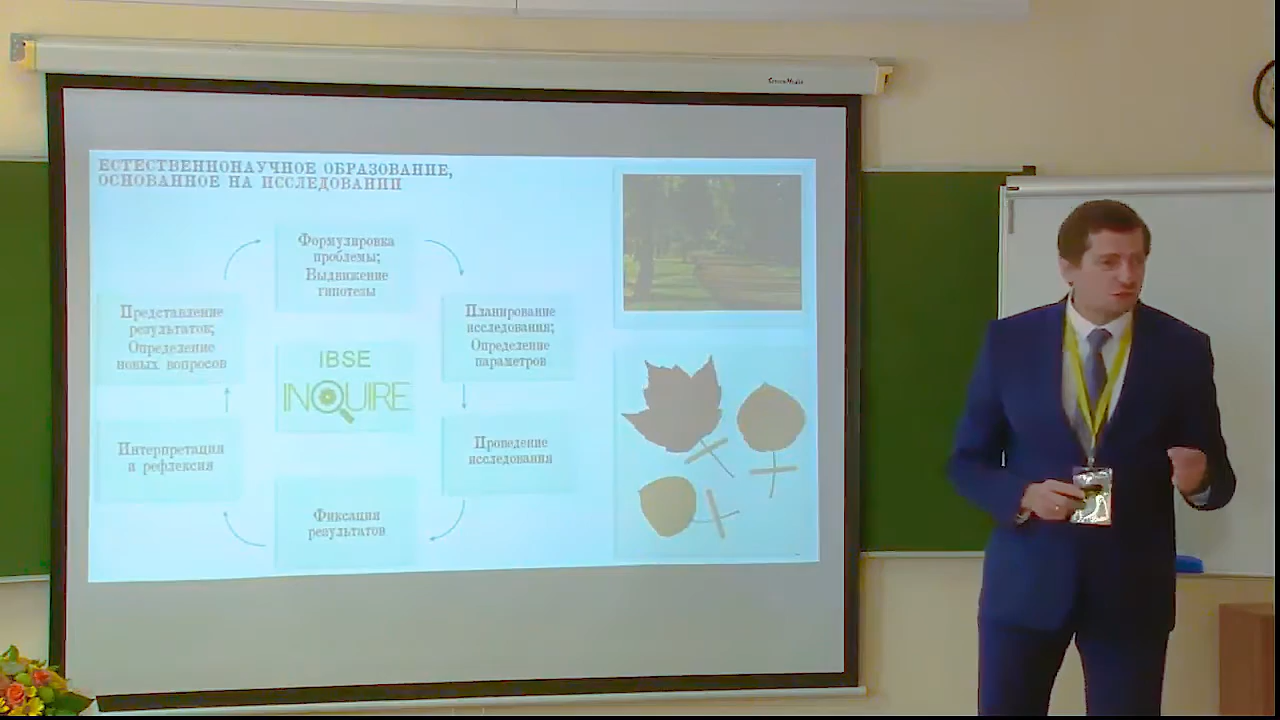 ЕСТЕСТВЕННОНАУЧНОЕ ОБРАЗОВАНИЕ,
ОСНОВАННОЕ НА ИССЛЕДОВАНИИ
Формулировка
проблемы;
Выдвижение
гипотезы
Планирование
исследования;
Определение
параметров
Проведение
исследования
Фиксация
результатов
Интерпретация
и рефлексия
Представление
результатов;
Определение
новых вопросов
IBSE
INQUIRE